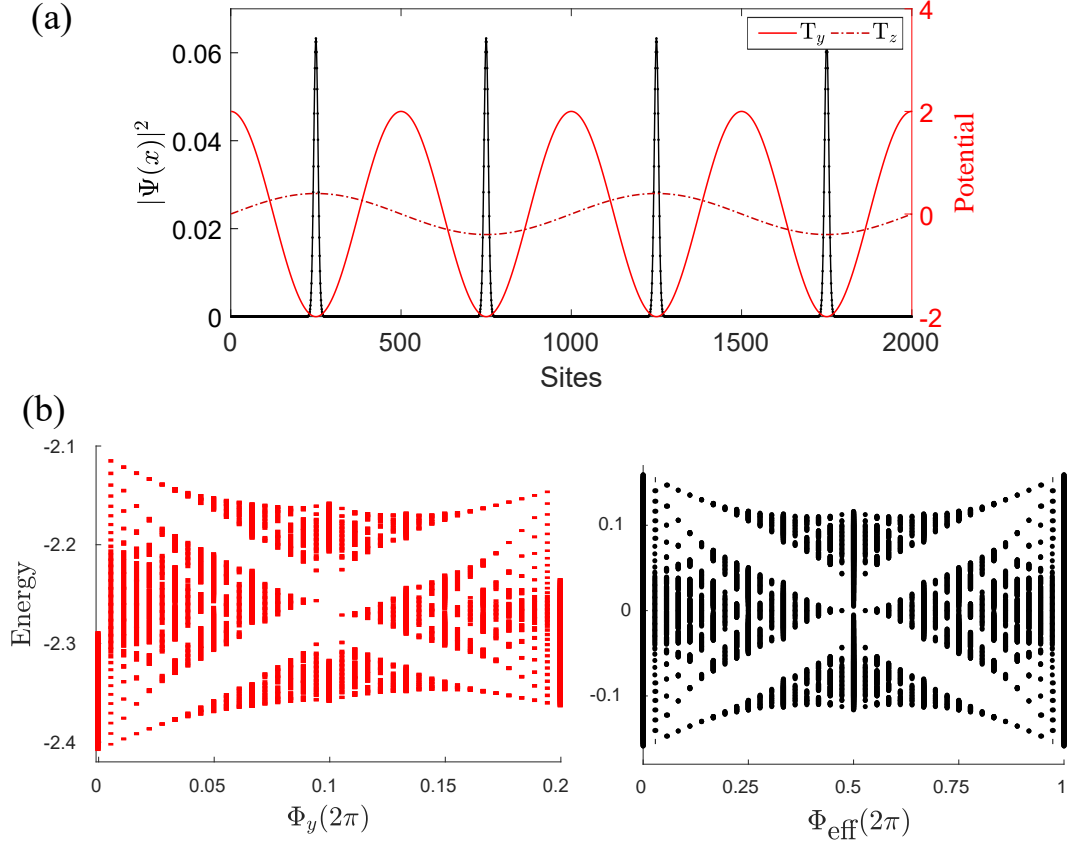 (a)
T_y T_z
|Ψ(x)|²
Potential
0.06
0.04
0.02
0
4
2
0
-2
0 500 1000 1500 2000
Sites
(b)
Energy
-2.1
-2.2
-2.3
-2.4
0 0.05 0.1 0.15 0.2
Φ_y(2π)
0.1
0
-0.1
0 0.25 0.5 0.75 1
Φ_eff(2π)